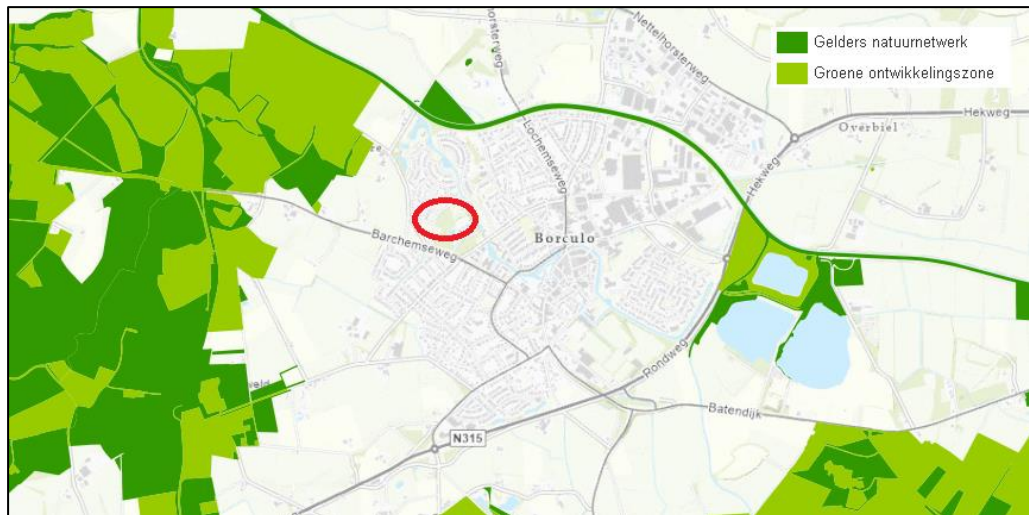 Nettelhorsterweg
Gelders natuurnetwerk
Groene ontwikkelingszone
Lochemseweg
Hekweg
Overbiel
Hekweg
Barchemseweg
Borculo
Rondweg
Batendijk
N315